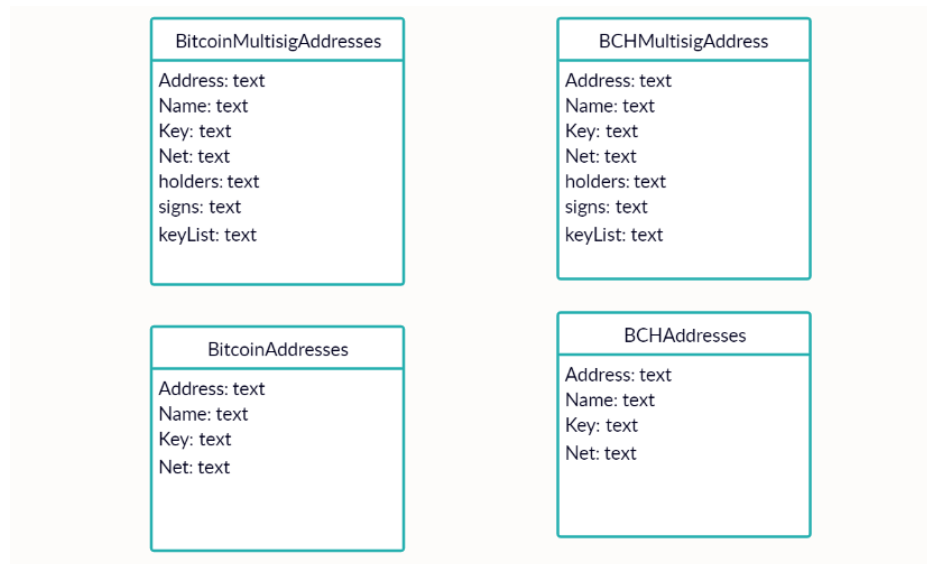 BitcoinMultisigAddresses
Address: text
Name: text
Key: text
Net: text
holders: text
signs: text
keyList: text
BCHMultisigAddress
Address: text
Name: text
Key: text
Net: text
holders: text
signs: text
keyList: text
BitcoinAddresses
Address: text
Name: text
Key: text
Net: text
BCHAddresses
Address: text
Name: text
Key: text
Net: text